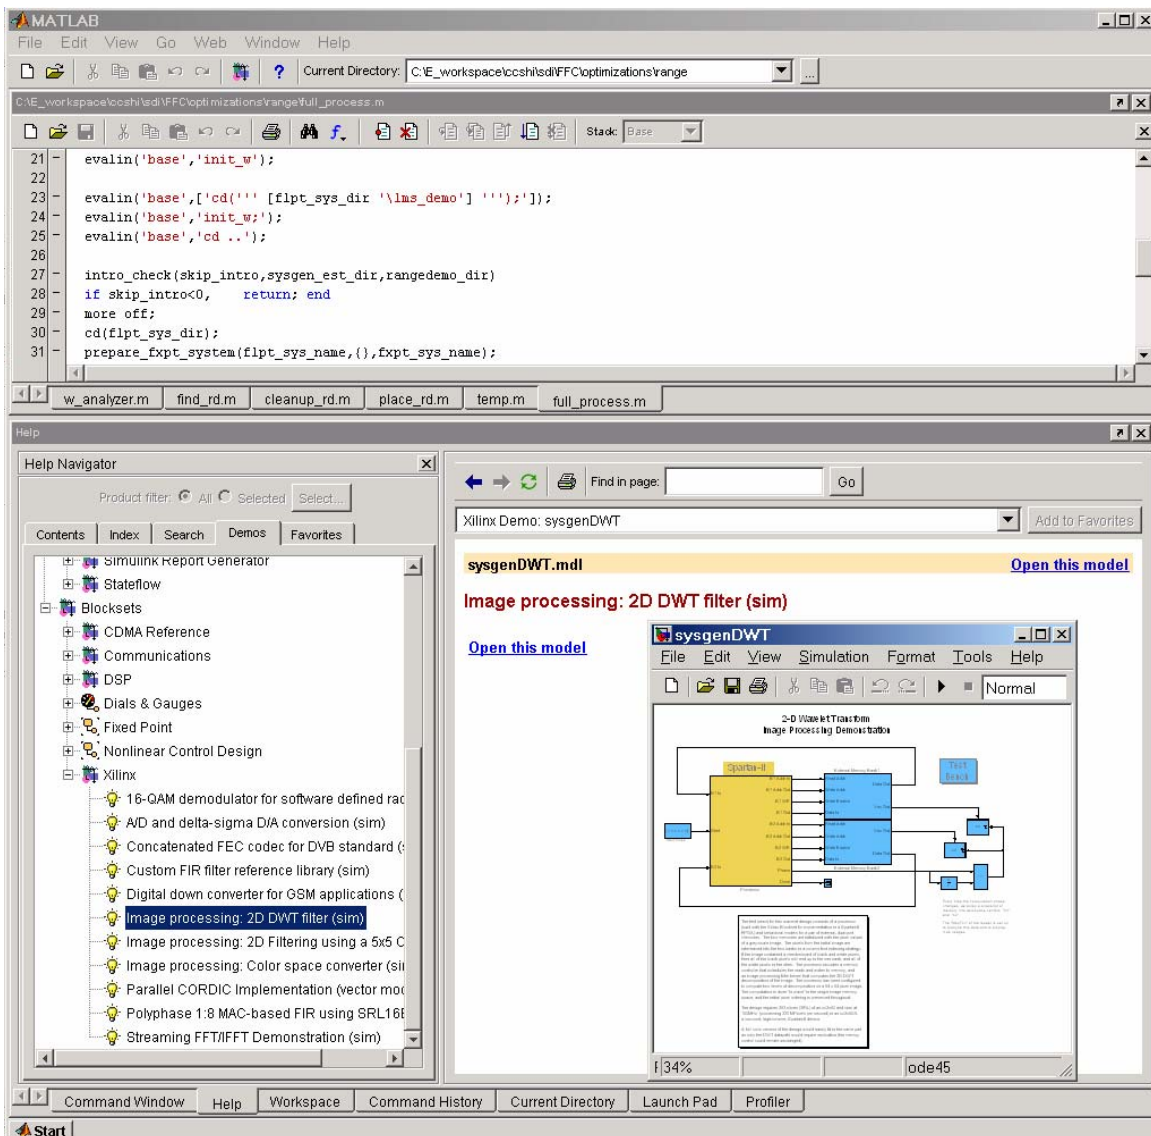 MATLAB
File Edit View Go Web Window Help
Current Directory: C:\E_workspace\ccshi\sdi\FFC\optimizations\range
...
C:\E_workspace\ccshi\sdi\FFC\optimizations\range\full_process.m
Stack: Base
21 - evalin('base','init_w');
22
23 - evalin('base',['cd(''' [flpt_sys_dir '\lms_demo'] ''');']);
24 - evalin('base','init_w;');
25 - evalin('base','cd ..');
26
27 - intro_check(skip_intro,sysgen_est_dir,rangedemo_dir)
28 - if skip_intro<0, return; end
29 - more off;
30 - cd(flpt_sys_dir);
31 - prepare_fxpt_system(flpt_sys_name,{},fxpt_sys_name);
w_analyzer.m find_rd.m cleanup_rd.m place_rd.m temp.m full_process.m
Help
Help Navigator
Product filter: All Selected Select...
Contents Index Search Demos Favorites
Simulink Report Generator
Stateflow
Blocksets
CDMA Reference
Communications
DSP
Dials & Gauges
Fixed Point
Nonlinear Control Design
Xilinx
16-QAM demodulator for software defined rac
A/D and delta-sigma D/A conversion (sim)
Concatenated FEC codec for DVB standard (
Custom FIR filter reference library (sim)
Digital down converter for GSM applications (
Image processing: 2D DWT filter (sim)
Image processing: 2D Filtering using a 5x5 C
Image processing: Color space converter (si
Parallel CORDIC Implementation (vector mo
Polyphase 1:8 MAC-based FIR using SRL16E
Streaming FFT/IFFT Demonstration (sim)
Find in page: Go
Xilinx Demo: sysgenDWT Add to Favorites
sysgenDWT.mdl Open this model
Image processing: 2D DWT filter (sim)
Open this model
sysgenDWT
File Edit View Simulation Format Tools Help
Normal
2-D Wavelet Transform
Image Processing Demonstration
Spartan-II
Test
Bench
34% ode45
Command Window Help Workspace Command History Current Directory Launch Pad Profiler
Start